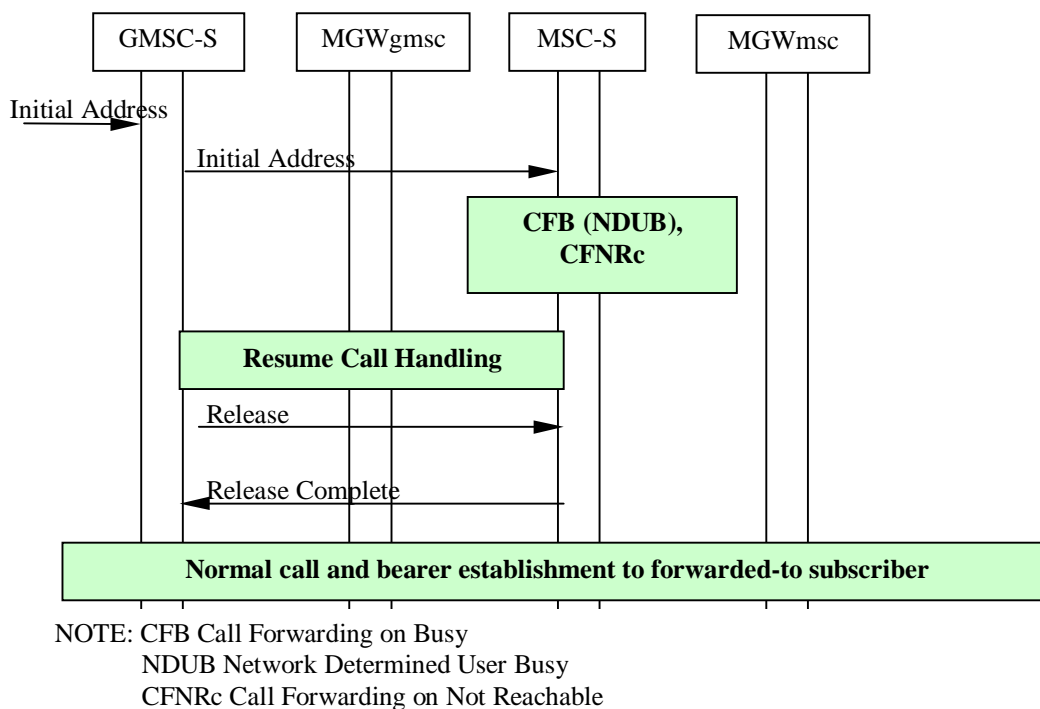 GMSC-S
MGWgmsc
MSC-S
MGWmsc
Initial Address
Initial Address
CFB (NDUB),
CFNRc
Resume Call Handling
Release
Release Complete
Normal call and bearer establishment to forwarded-to subscriber
NOTE: CFB Call Forwarding on Busy
NDUB Network Determined User Busy
CFNRc Call Forwarding on Not Reachable